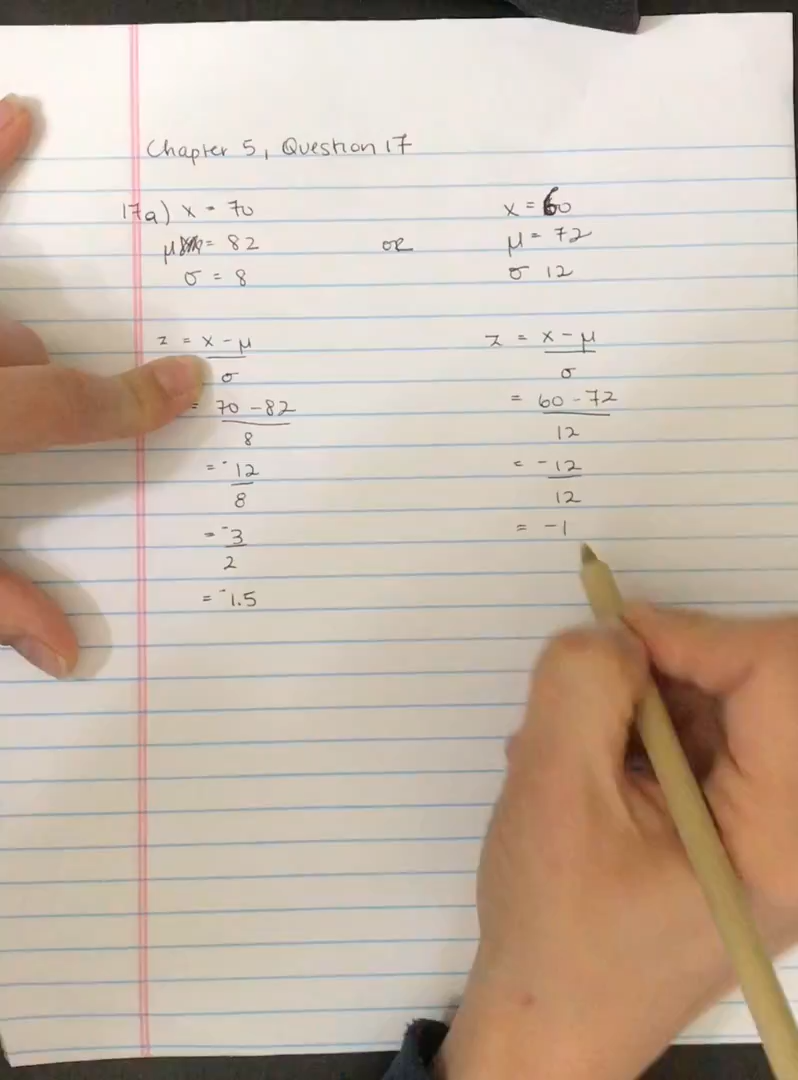 Chapter 5, Question 17
17a) x = 70
μ = 82
σ = 8
z = x - μ
σ
= 70 - 82
8
= -12
8
= -3
2
= -1.5
OR
x = 60
μ = 72
σ 12
z = x - μ
σ
= 60 - 72
12
= -12
12
= -1